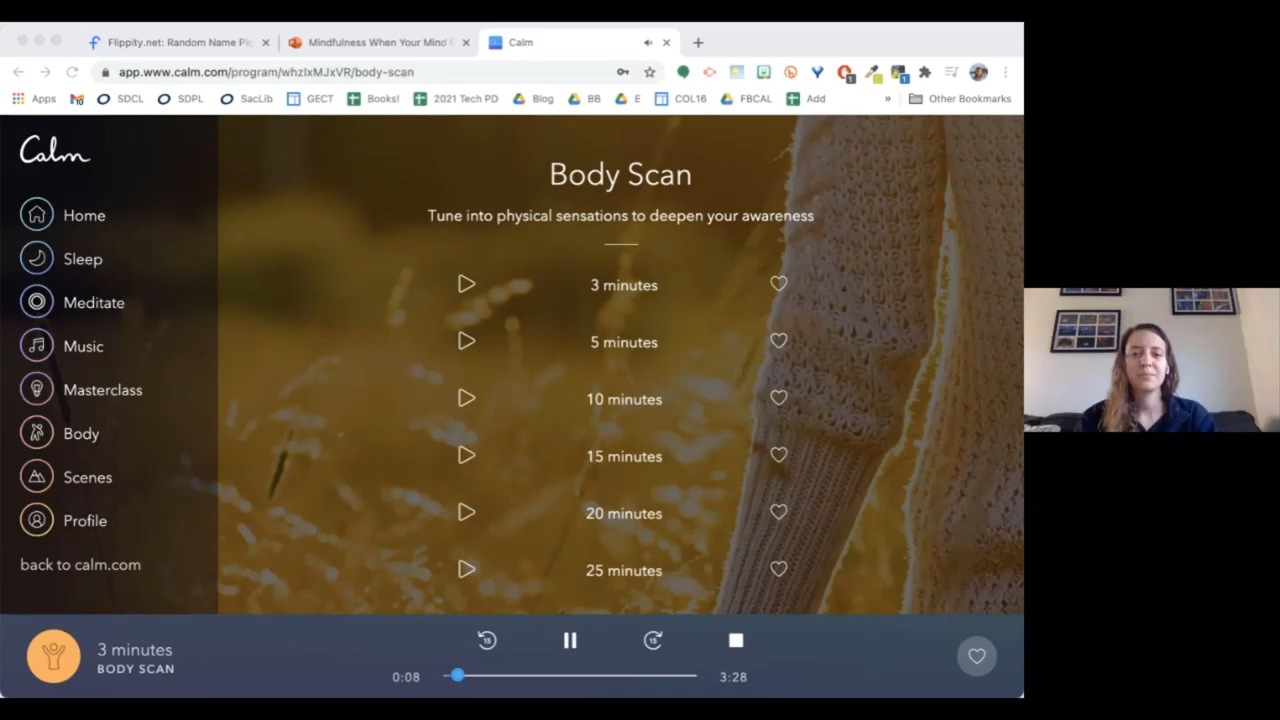 Flippity.net: Random Name Pic
Mindfulness When Your Mind
Calm
app.www.calm.com/program/whzIxMJxVR/body-scan
Apps
SDCL
SDPL
SacLib
GECT
Books!
2021 Tech PD
Blog
BB
E
COL16
FBCAL
Add
»
Other Bookmarks
Calm
Home
Sleep
Meditate
Music
Masterclass
Body
Scenes
Profile
back to calm.com
Body Scan
Tune into physical sensations to deepen your awareness
3 minutes
5 minutes
10 minutes
15 minutes
20 minutes
25 minutes
3 minutes
BODY SCAN
15
15
0:08
3:28